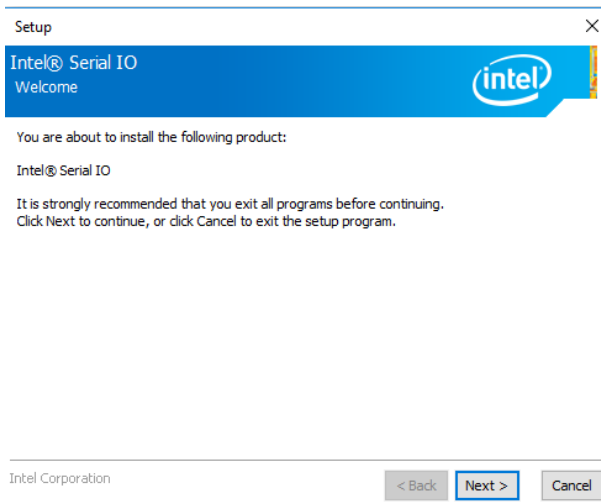 Setup
Intel® Serial IO
Welcome
intel
You are about to install the following product:
Intel® Serial IO
It is strongly recommended that you exit all programs before continuing.
Click Next to continue, or click Cancel to exit the setup program.
Intel Corporation
< Back Next > Cancel